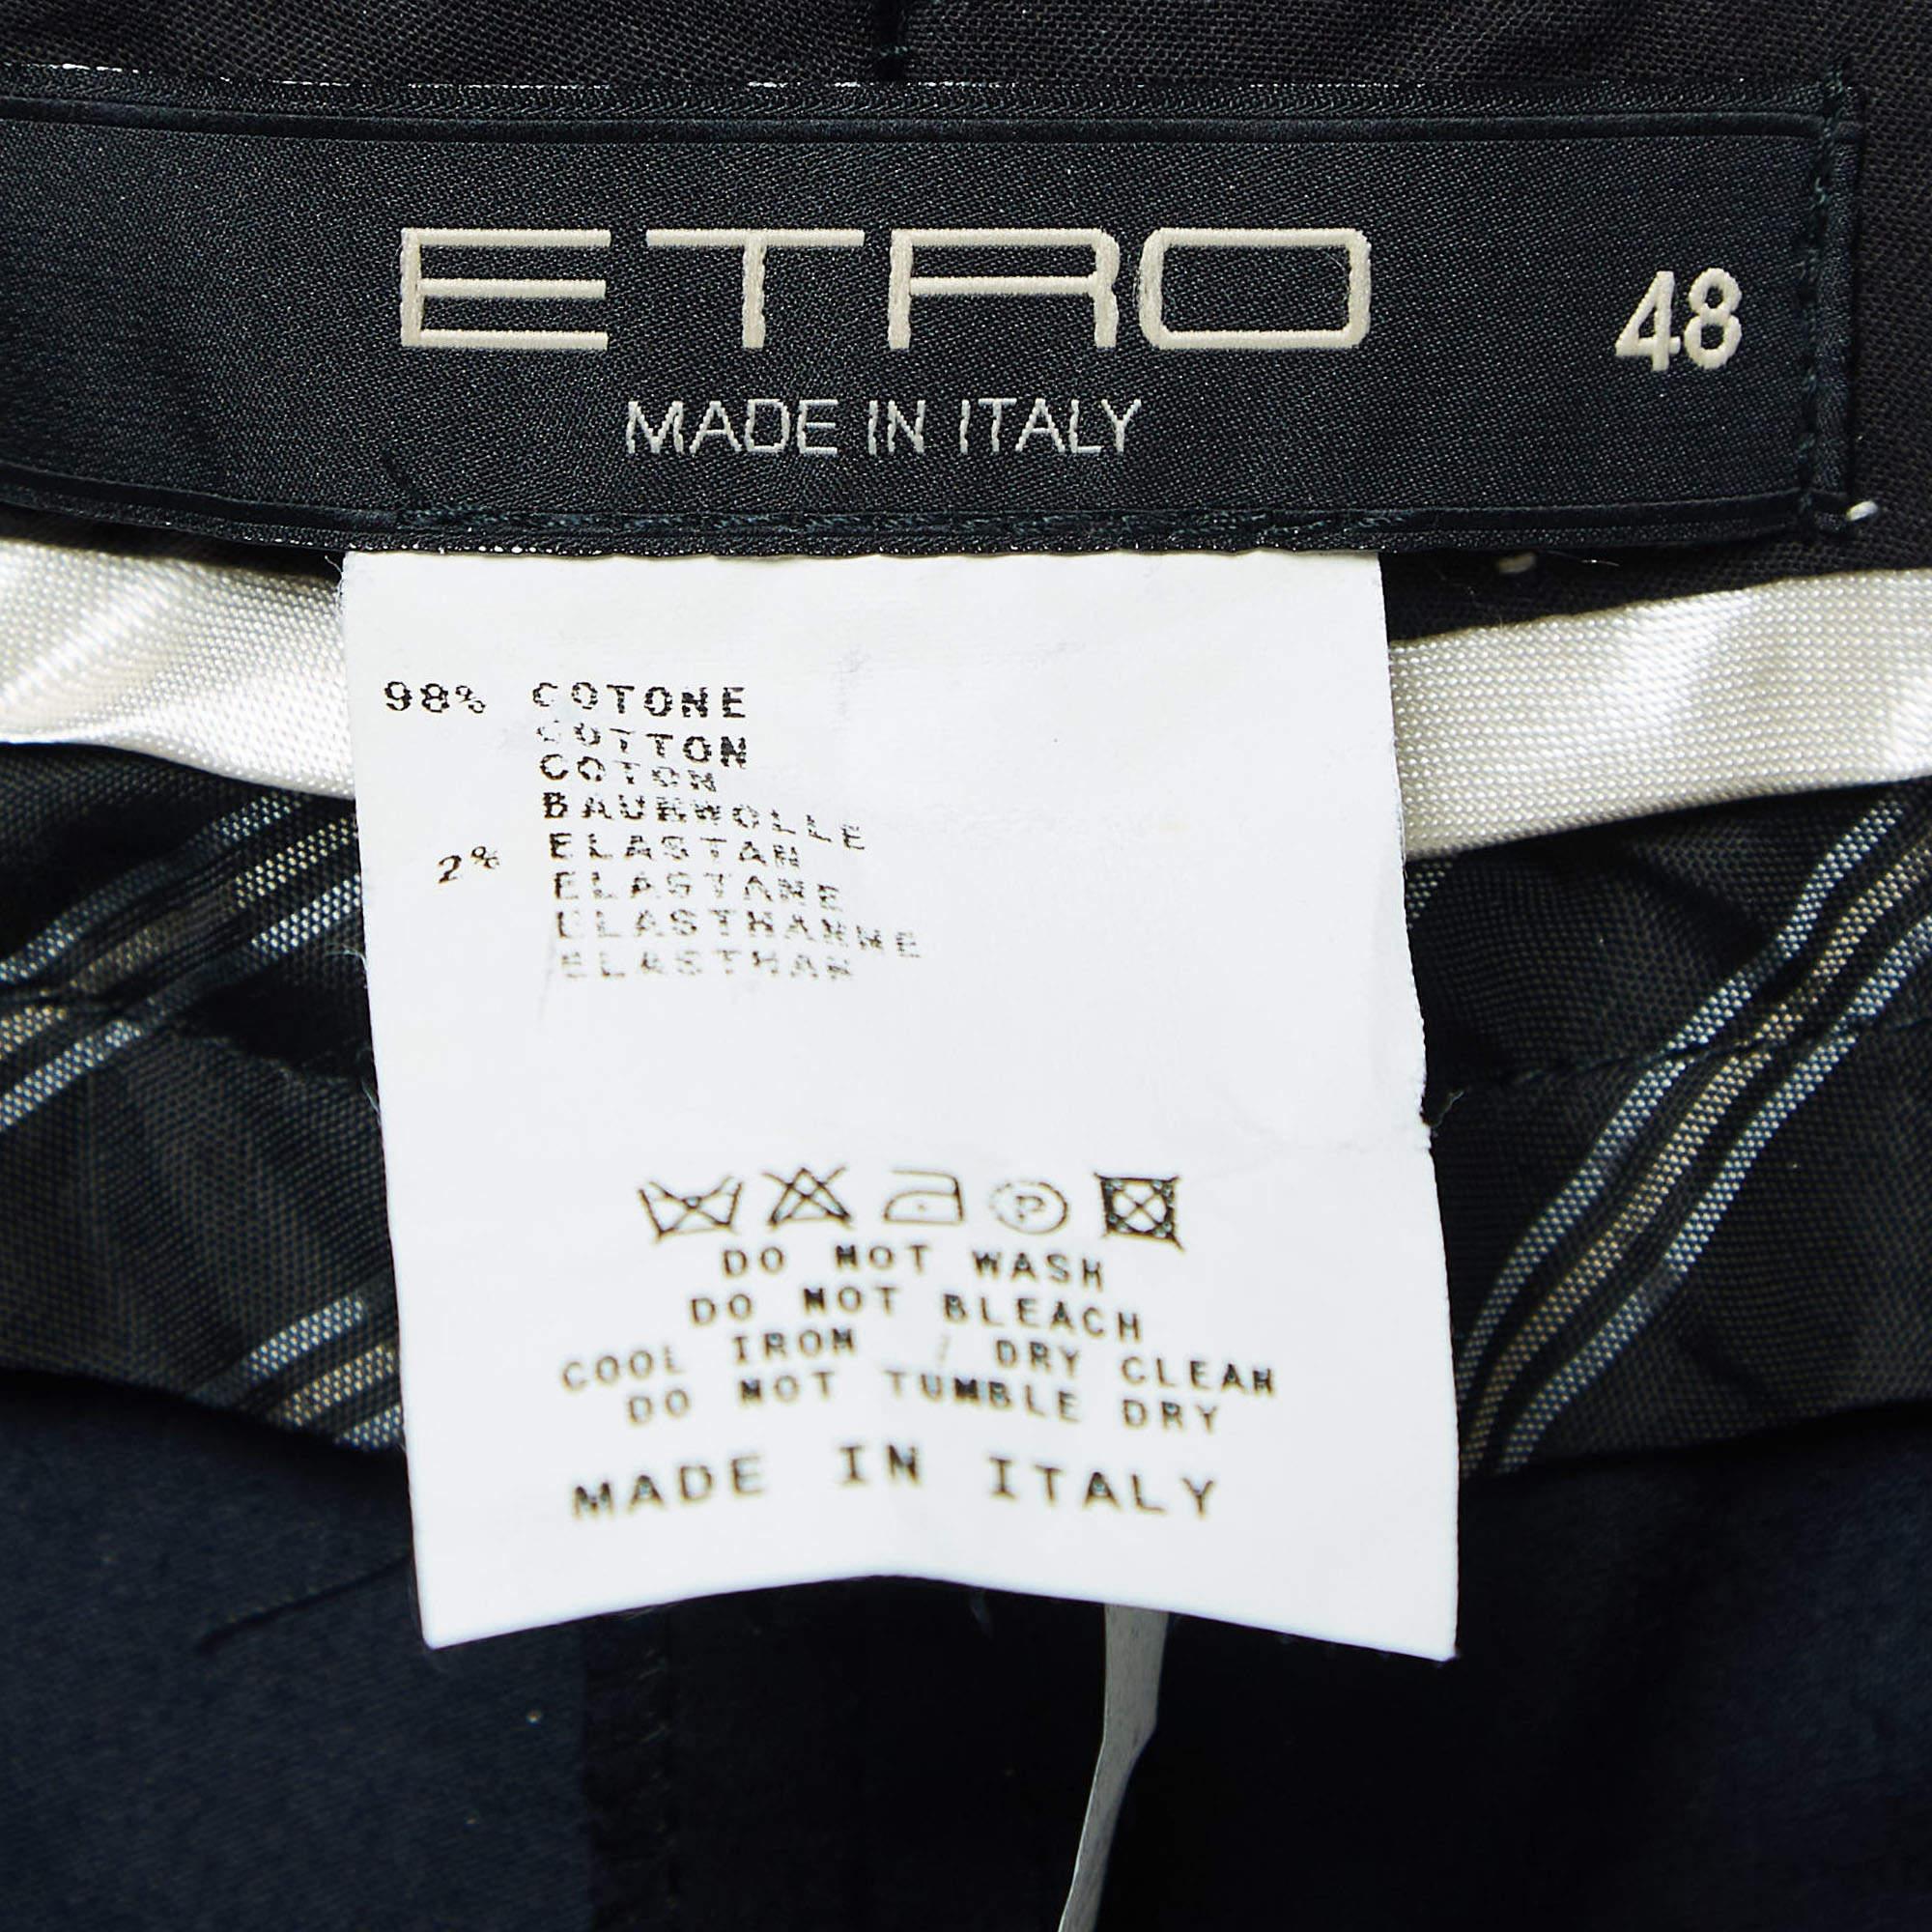 ETRO 48
MADE IN ITALY
98% COTONE
COTTON
COTON
BAUMWOLLE
2% ELASTAN
ELASTANE
ELASTHANNE
ELASTHAN
P
DO NOT WASH
DO NOT BLEACH
COOL IRON / DRY CLEAN
DO NOT TUMBLE DRY
MADE IN ITALY